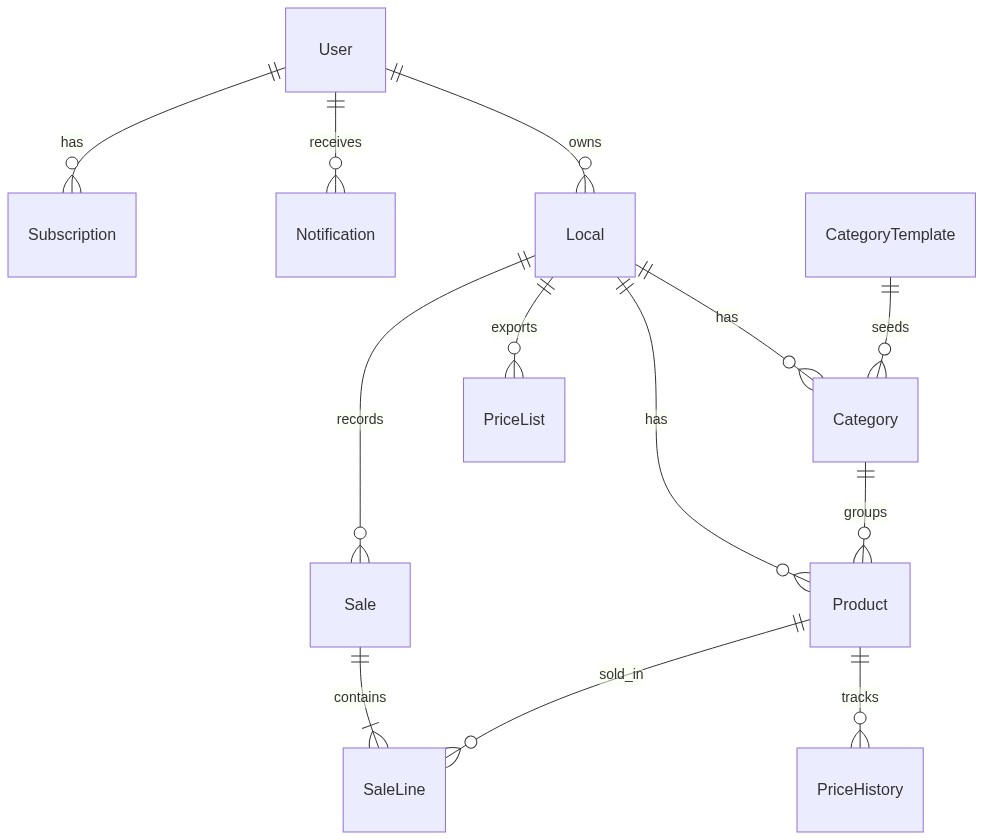 User
has
receives
owns
Subscription
Notification
Local
CategoryTemplate
has
exports
seeds
records
PriceList
has
Category
groups
Sale
Product
sold_in
contains
tracks
SaleLine
PriceHistory